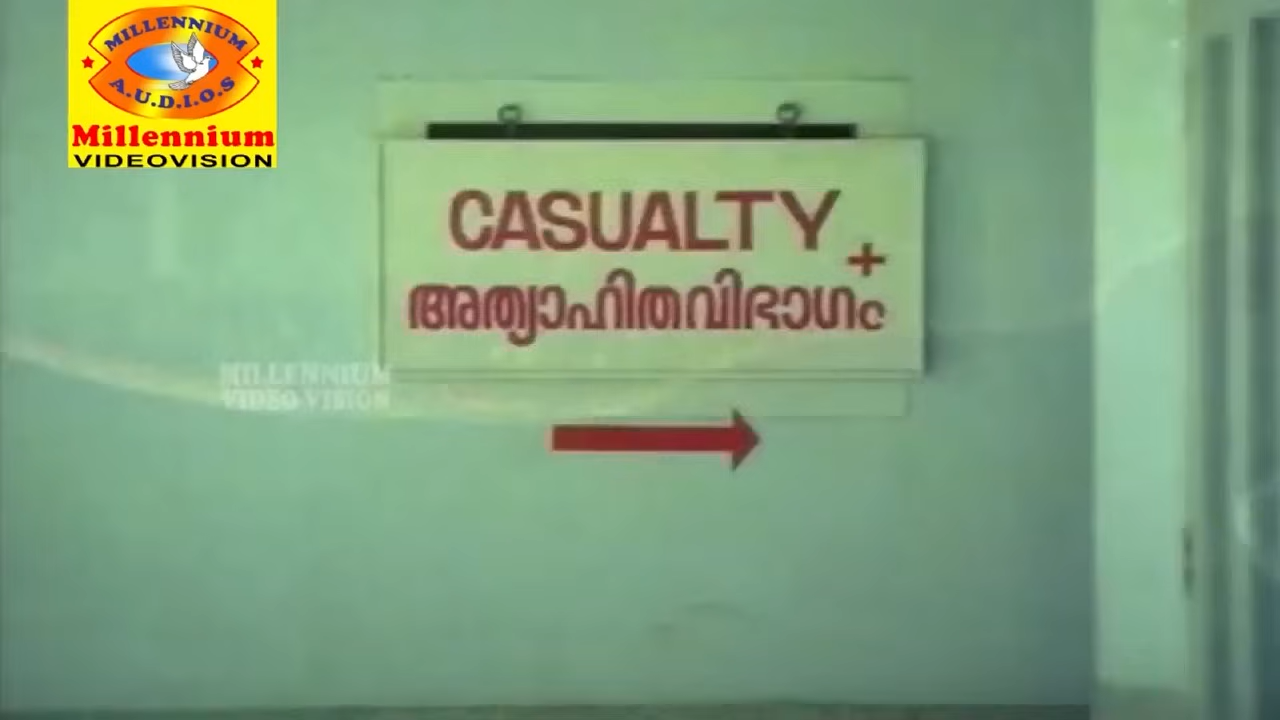 MILLENNIUM
A.U.D.I.O.S
Millennium
VIDEOVISION
CASUALTY
+
അത്യാഹിതവിഭാഗം
MILLENNIUM
VIDEO VISION